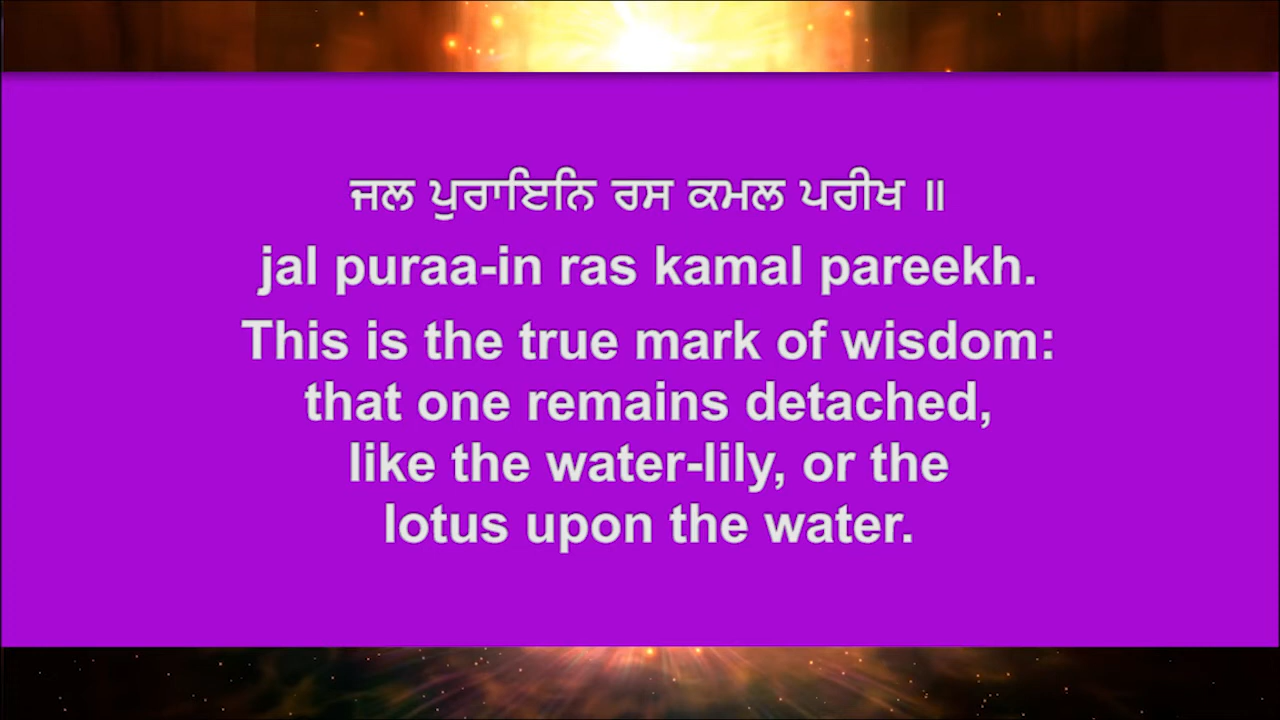 ਜਲ ਪੁਰਾਇਨਿ ਰਸ ਕਮਲ ਪਰੀਖ ॥
jal puraa-in ras kamal pareekh.
This is the true mark of wisdom:
that one remains detached,
like the water-lily, or the
lotus upon the water.